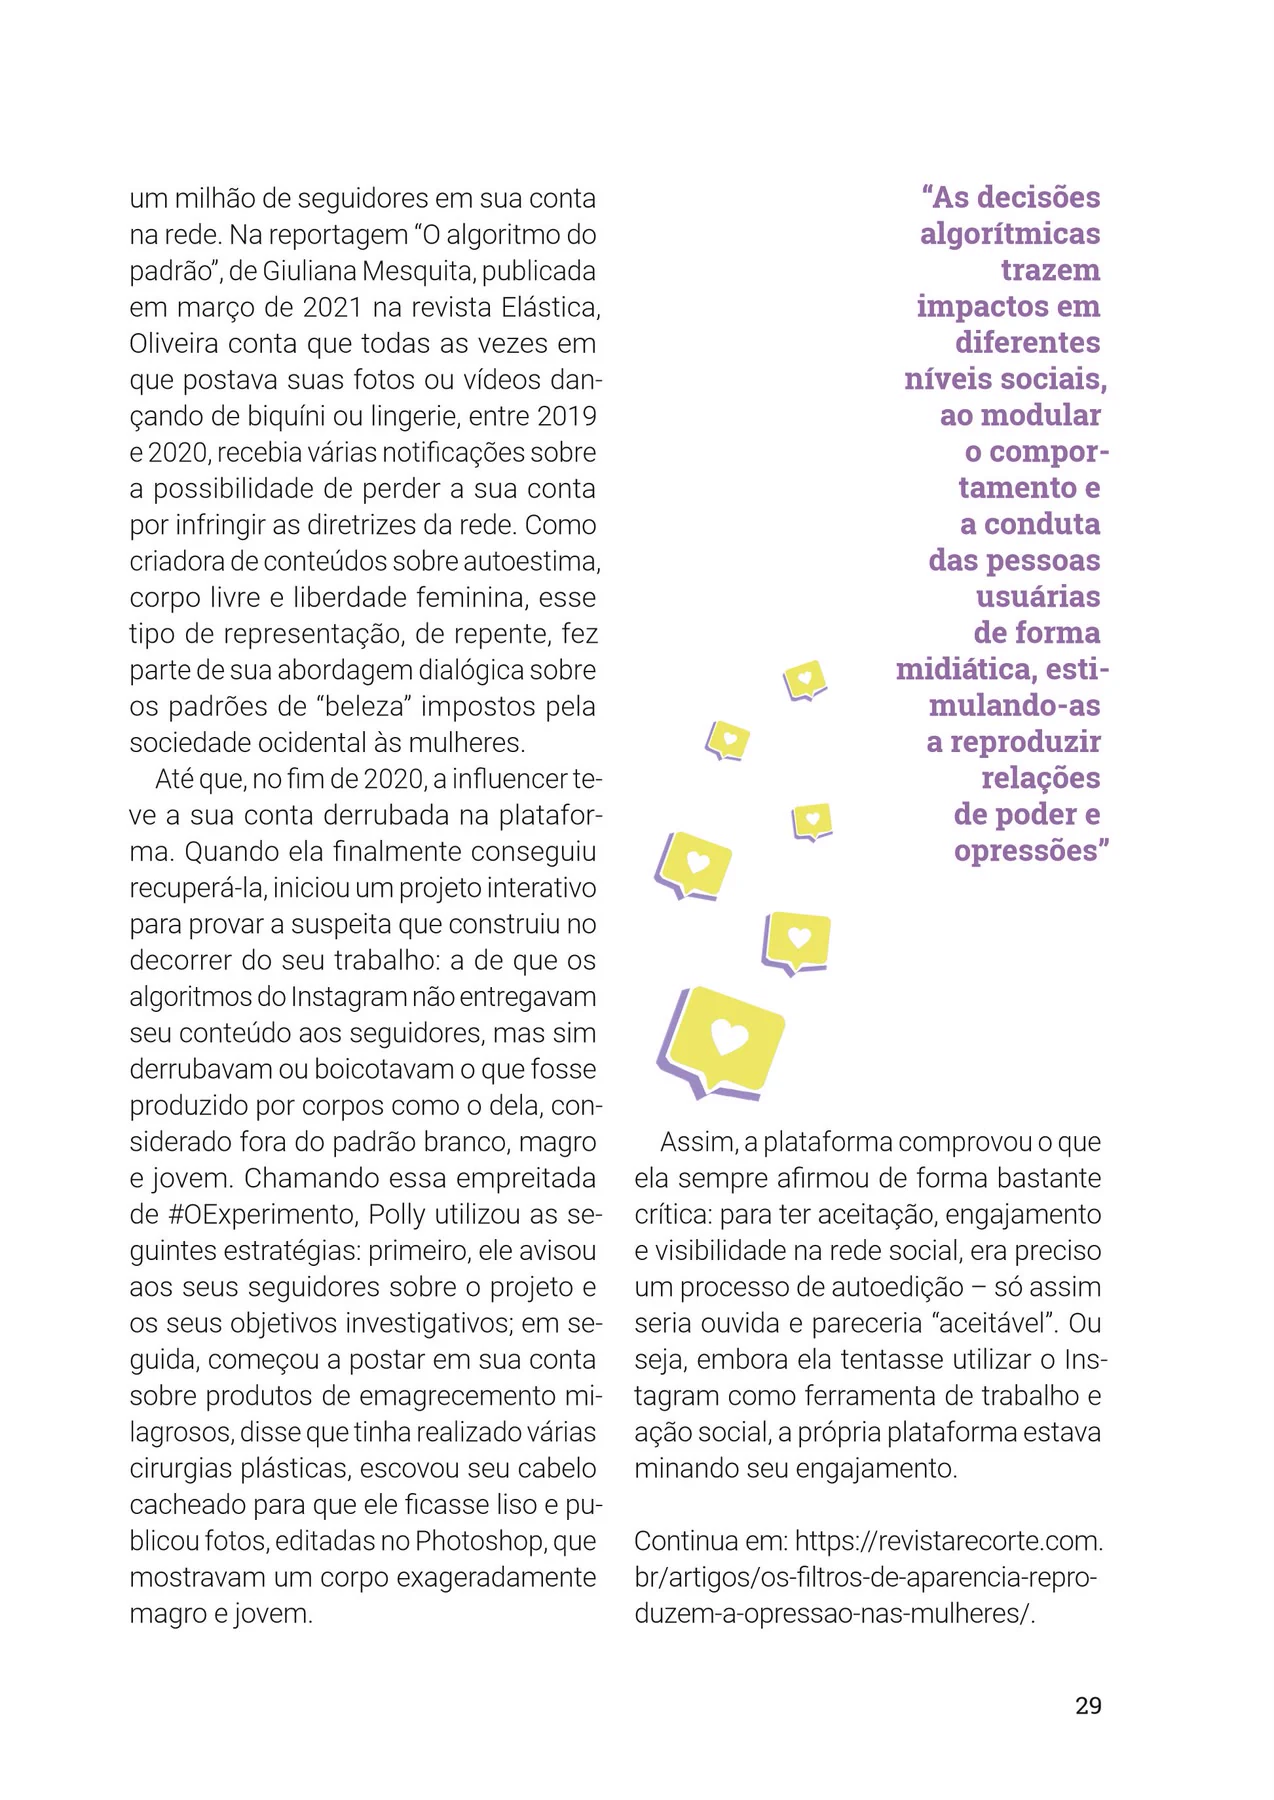 um milhão de seguidores em sua conta
na rede. Na reportagem “O algoritmo do
padrão”, de Giuliana Mesquita, publicada
em março de 2021 na revista Elástica,
Oliveira conta que todas as vezes em
que postava suas fotos ou vídeos dan-
çando de biquíni ou lingerie, entre 2019
e 2020, recebia várias notificações sobre
a possibilidade de perder a sua conta
por infringir as diretrizes da rede. Como
criadora de conteúdos sobre autoestima,
corpo livre e liberdade feminina, esse
tipo de representação, de repente, fez
parte de sua abordagem dialógica sobre
os padrões de “beleza” impostos pela
sociedade ocidental às mulheres.
Até que, no fim de 2020, a influencer te-
ve a sua conta derrubada na platafor-
ma. Quando ela finalmente conseguiu
recuperá-la, iniciou um projeto interativo
para provar a suspeita que construiu no
decorrer do seu trabalho: a de que os
algoritmos do Instagram não entregavam
seu conteúdo aos seguidores, mas sim
derrubavam ou boicotavam o que fosse
produzido por corpos como o dela, con-
siderado fora do padrão branco, magro
e jovem. Chamando essa empreitada
de #OExperimento, Polly utilizou as se-
guintes estratégias: primeiro, ele avisou
aos seus seguidores sobre o projeto e
os seus objetivos investigativos; em se-
guida, começou a postar em sua conta
sobre produtos de emagrecemento mi-
lagrosos, disse que tinha realizado várias
cirurgias plásticas, escovou seu cabelo
cacheado para que ele ficasse liso e pu-
blicou fotos, editadas no Photoshop, que
mostravam um corpo exageradamente
magro e jovem.
“As decisões
algorítmicas
trazem
impactos em
diferentes
níveis sociais,
ao modular
o compor-
tamento e
a conduta
das pessoas
usuárias
de forma
midiática, esti-
mulando-as
a reproduzir
relações
de poder e
opressões”
Assim, a plataforma comprovou o que
ela sempre afirmou de forma bastante
crítica: para ter aceitação, engajamento
e visibilidade na rede social, era preciso
um processo de autoedição – só assim
seria ouvida e pareceria “aceitável”. Ou
seja, embora ela tentasse utilizar o Ins-
tagram como ferramenta de trabalho e
ação social, a própria plataforma estava
minando seu engajamento.
Continua em: https://revistarecorte.com.
br/artigos/os-filtros-de-aparencia-repro-
duzem-a-opressao-nas-mulheres/.
29